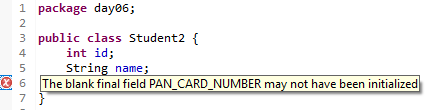 1 package day06;
2
3 public class Student2 {
4 int id;
5 String name;
6 The blank final field PAN_CARD_NUMBER may not have been initialized
7 }